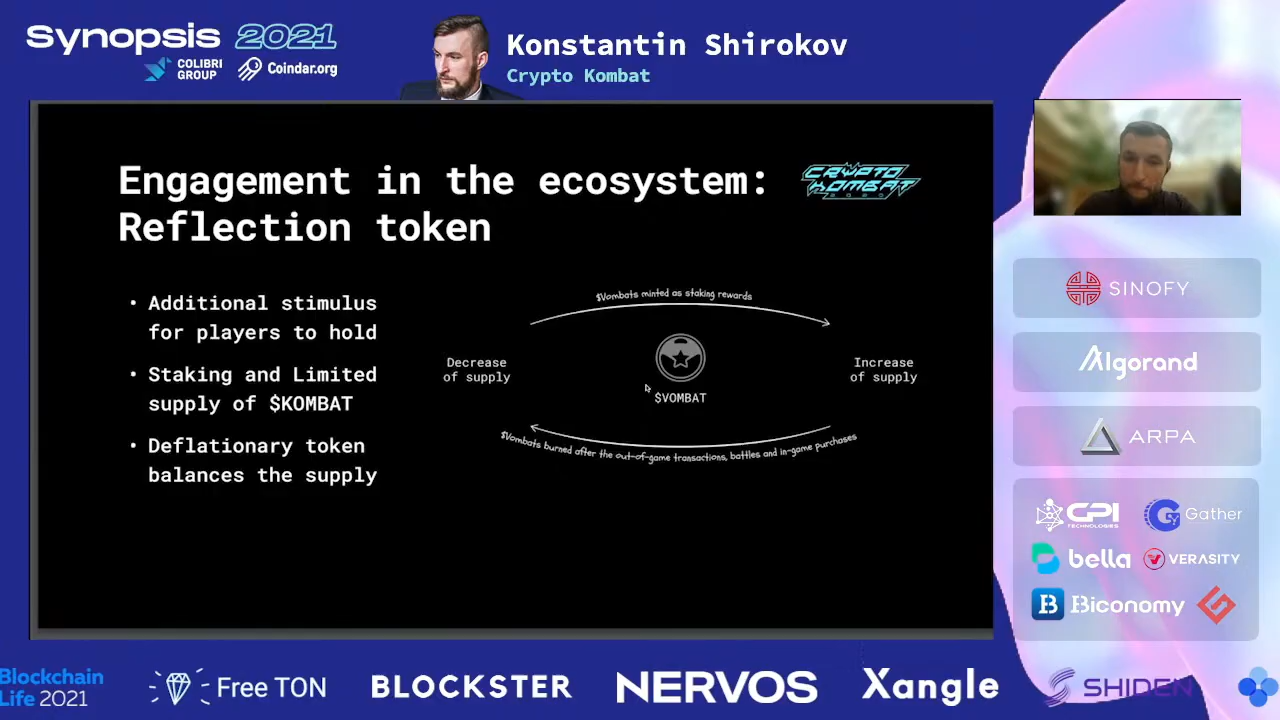 Synopsis 2021
COLIBRI
GROUP
Coindar.org
Konstantin Shirokov
Crypto Kombat
Engagement in the ecosystem:
Reflection token
CRYPTO
KOMBAT
• Additional stimulus
for players to hold
• Staking and Limited
supply of $KOMBAT
• Deflationary token
balances the supply
$Vombats minted as staking rewards
Decrease
of supply
$VOMBAT
Increase
of supply
$Vombats burned after the out-of-game transactions, battles and in-game purchases
SINOFY
Algorand
ARPA
CPI
TECHNOLOGIES
Gather
bella
VERASITY
B Biconomy
Blockchain
Life 2021
Free TON
BLOCKSTER
NERVOS
Xangle
SHIDEN